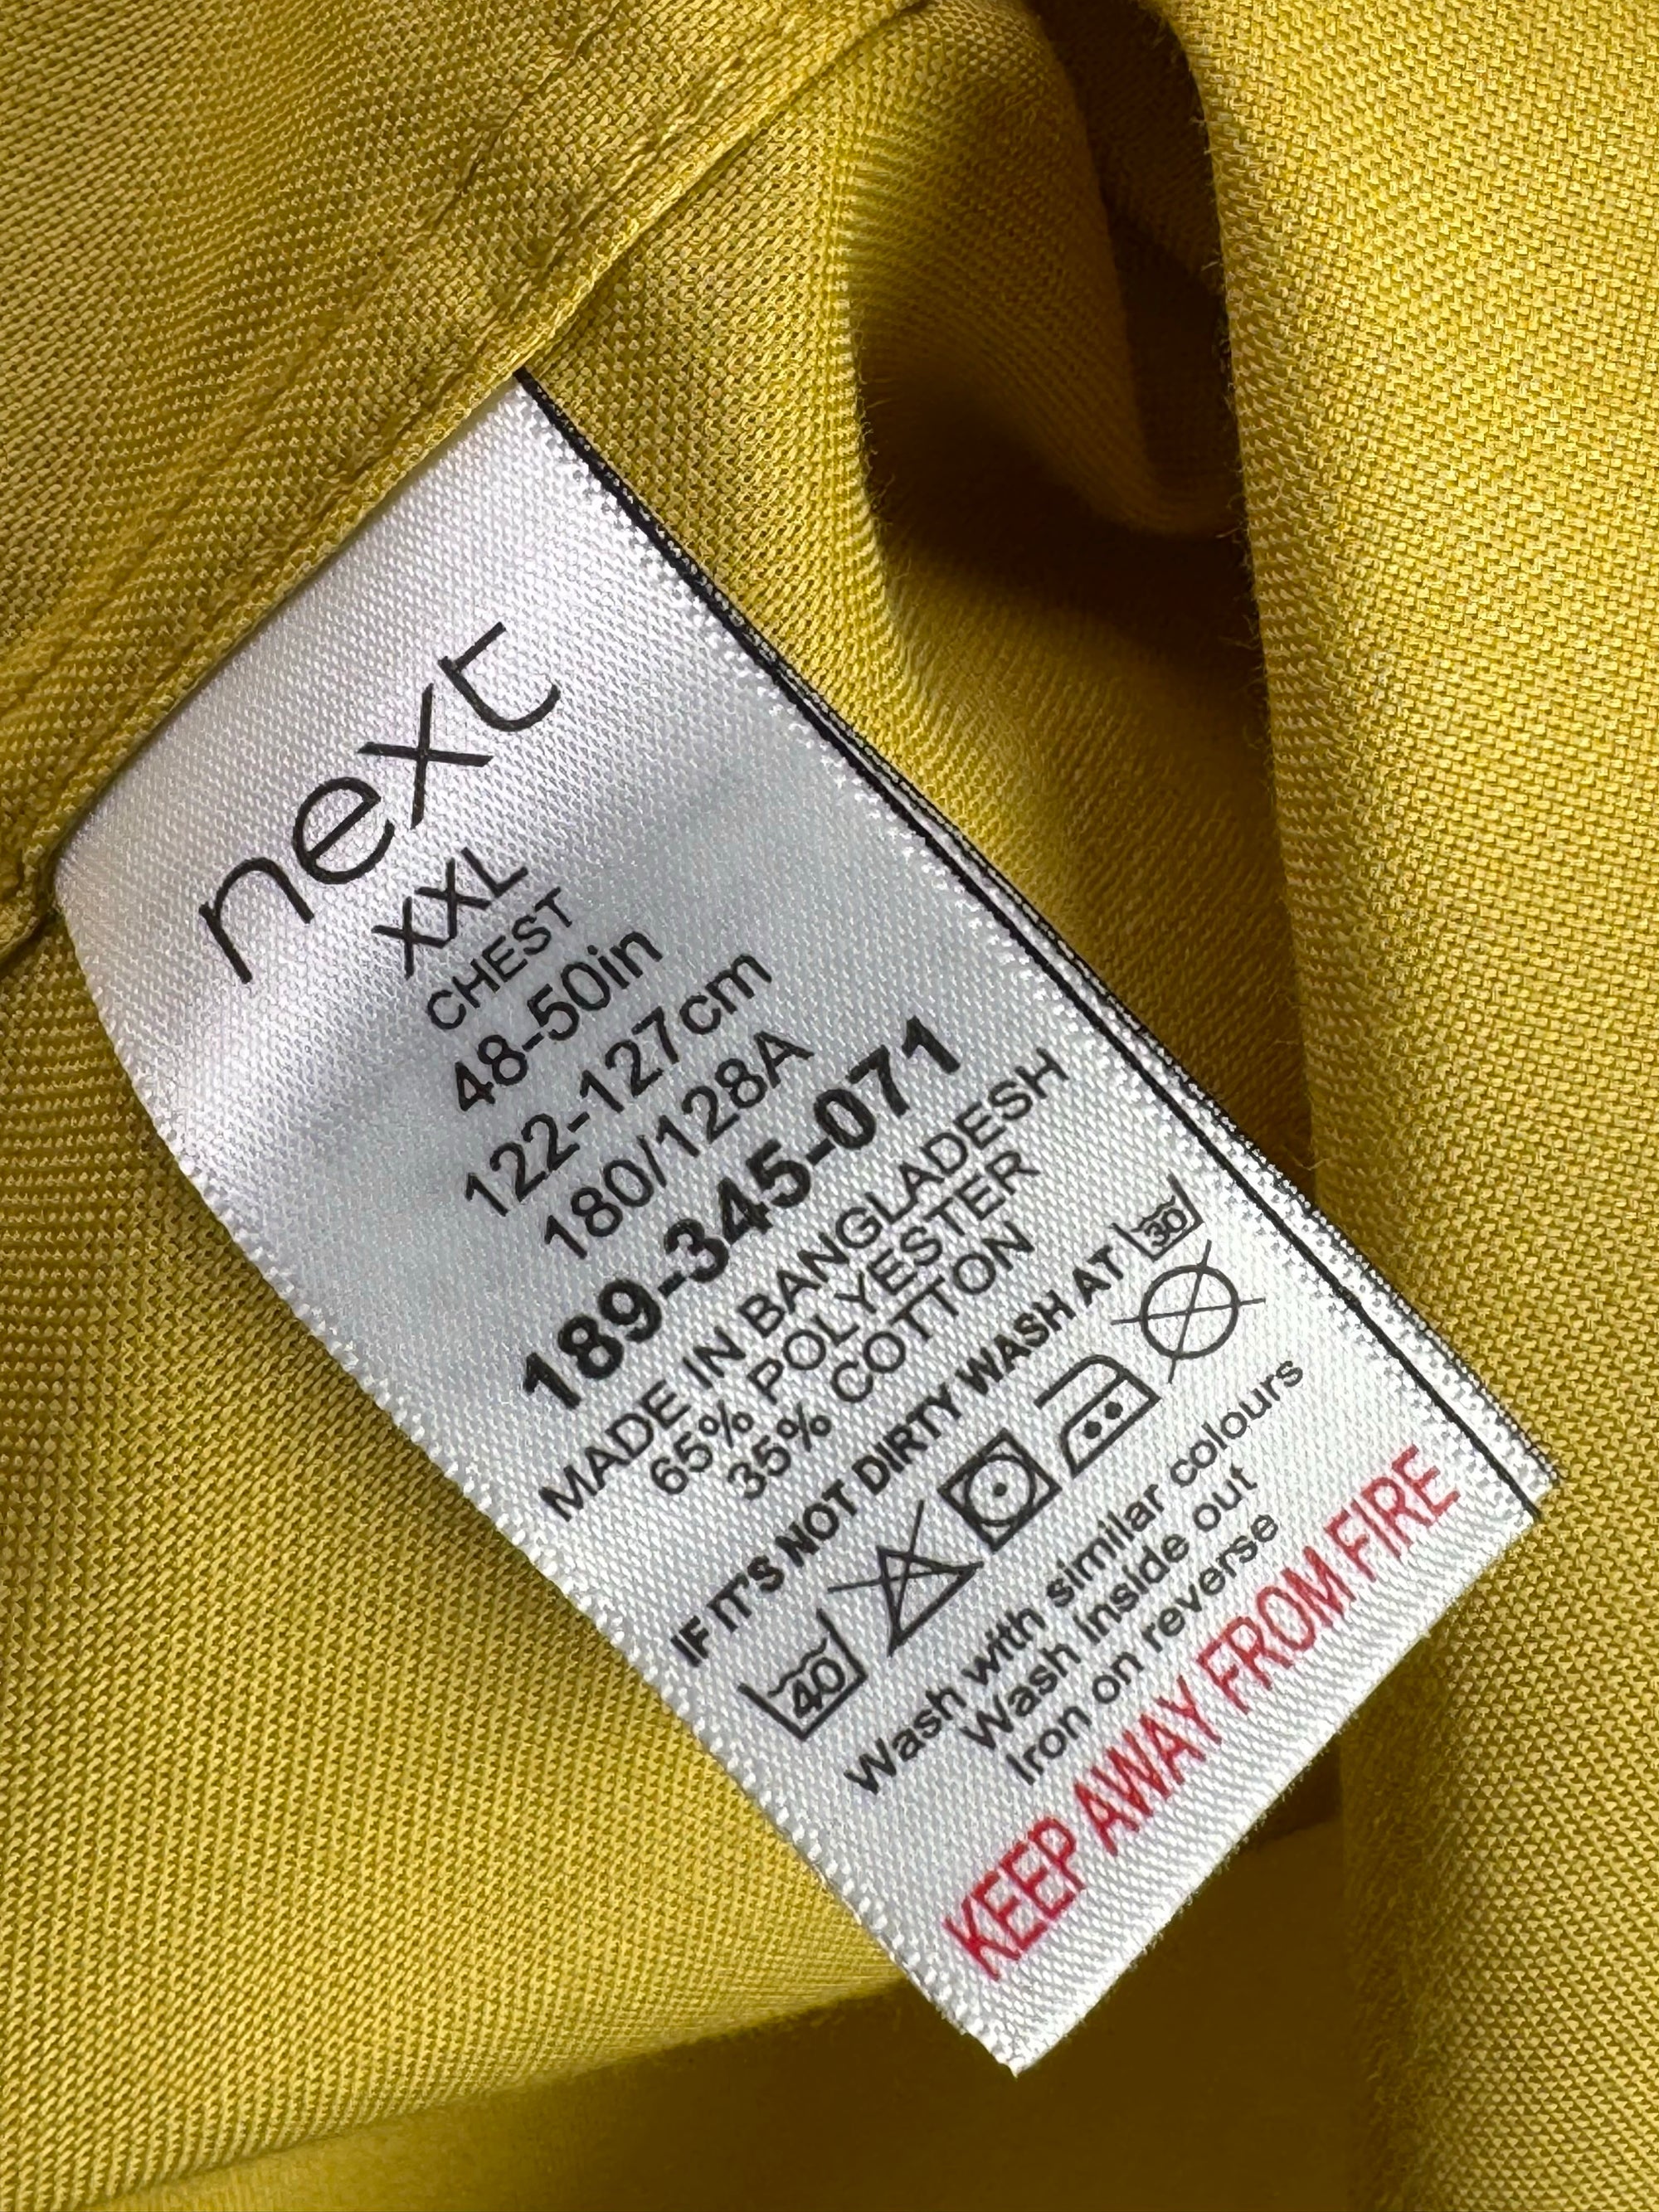 next
XXL
CHEST
48-50in
122-127cm
180/128A
189-345-071
MADE IN BANGLADESH
65% POLYESTER
35% COTTON
IF IT'S NOT DIRTY WASH AT 30
40
Wash with similar colours
Wash inside out
Iron on reverse
KEEP AWAY FROM FIRE